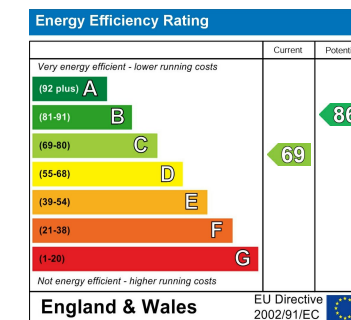 Energy Efficiency Rating
Current
Very energy efficient - lower running costs
(92 plus) A
(81-91) B
86
(69-80) C
69
(55-68) D
(39-54) E
(21-38) F
(1-20) G
Not energy efficient - higher running costs
England & Wales
EU Directive
2002/91/EC